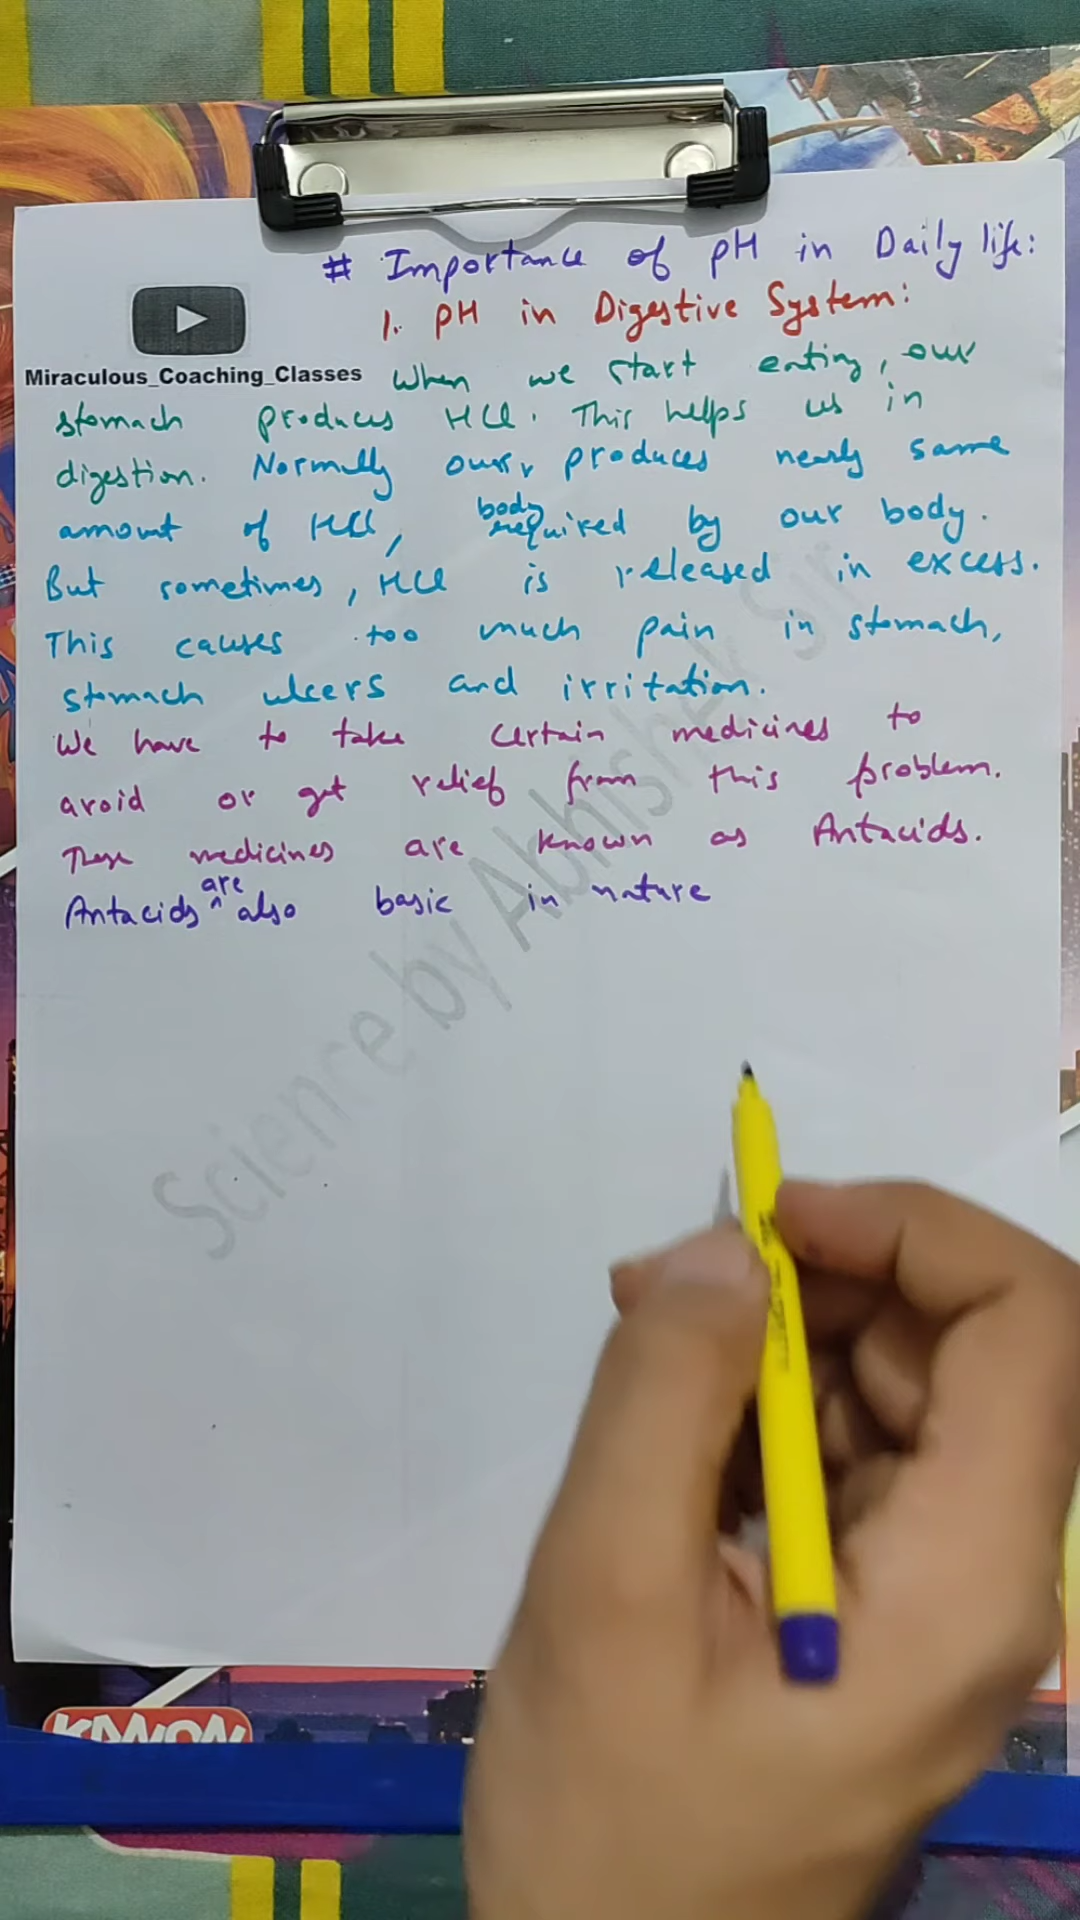 # Importance of pH in Daily life:
1. pH in Digestive System:
Miraculous_Coaching_Classes
When we start eating, our
stomach produces HCl. This helps us in
digestion. Normally our body produces nearly same
amount of HCl, required by our body.
But sometimes, HCl is released in excess.
This causes too much pain in stomach,
stomach ulcers and irritation.
We have to take certain medicines to
avoid or get relief from this problem.
These medicines are known as Antacids.
Antacids are also basic in nature
Science by Abhishek Sir
KANON